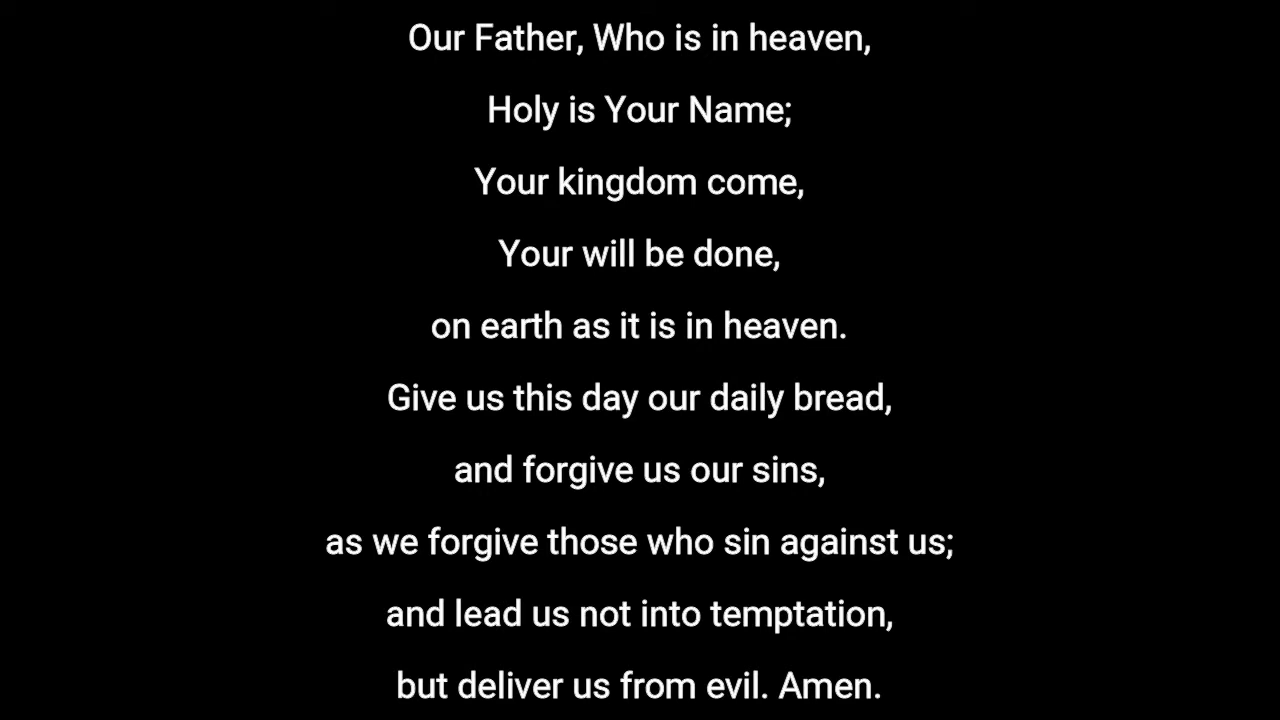 Our Father, Who is in heaven,
Holy is Your Name;
Your kingdom come,
Your will be done,
on earth as it is in heaven.
Give us this day our daily bread,
and forgive us our sins,
as we forgive those who sin against us;
and lead us not into temptation,
but deliver us from evil. Amen.